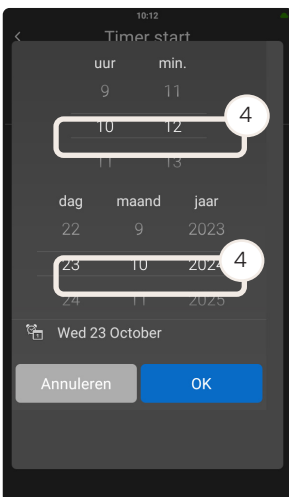 10:12
Timer start
uur min.
9 11
4
10 12
11 13
dag maand jaar
22 9 2023
4
23 10 2024
24 11 2025
Wed 23 October
Annuleren OK